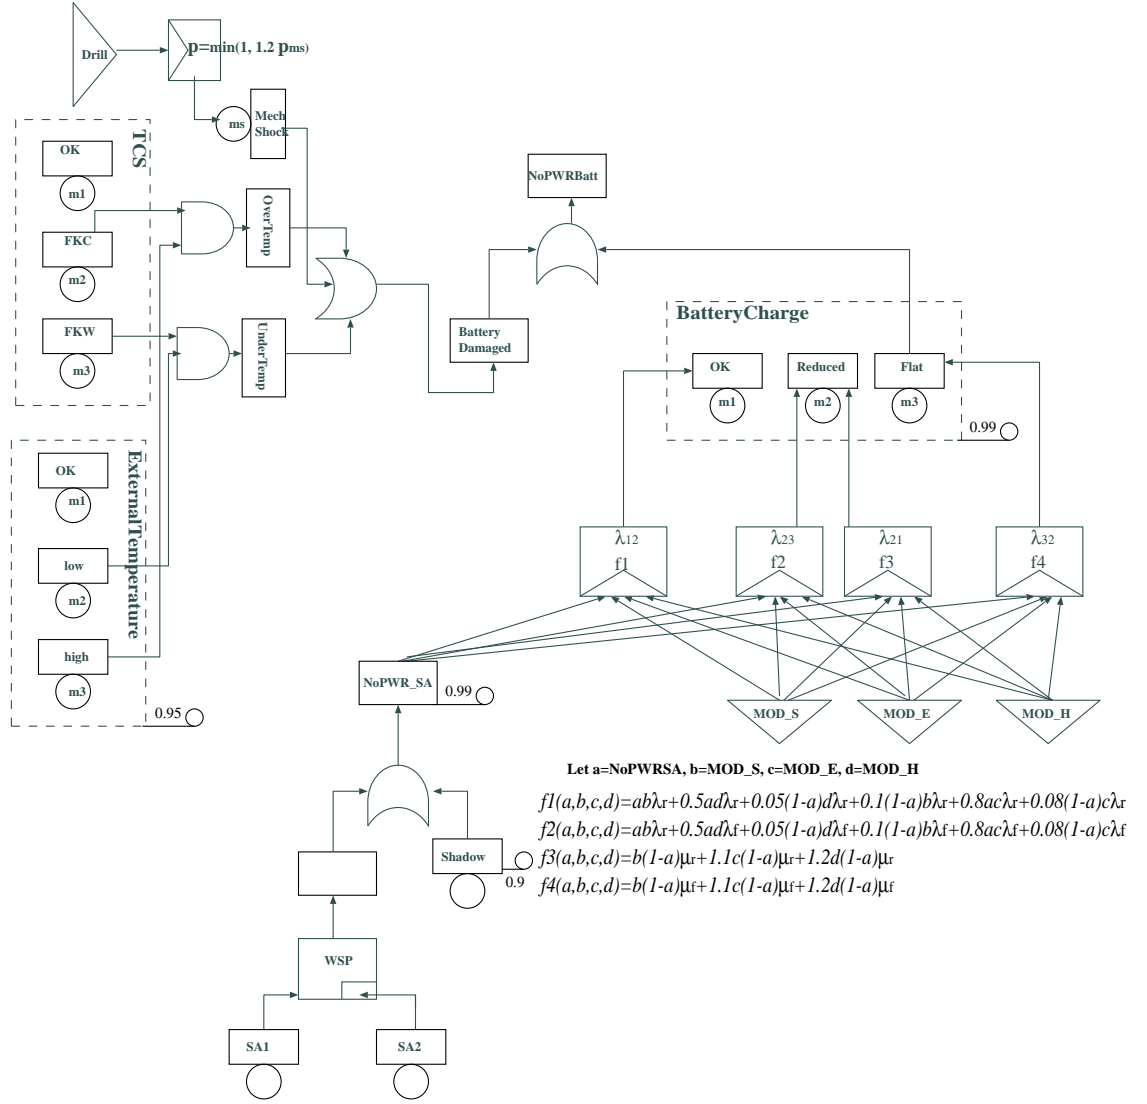 Drill
p=min(1, 1.2 pms)
ms
Mech
Shock
TCS
OK
m1
FKC
m2
FKW
m3
OverTemp
UnderTemp
NoPWRBatt
Battery
Damaged
BatteryCharge
OK
Reduced
Flat
m1
m2
m3
0.99
ExternalTemperature
OK
m1
low
m2
high
m3
0.95
λ12
f1
λ23
f2
λ21
f3
λ32
f4
NoPWR_SA
0.99
MOD_S
MOD_E
MOD_H
Let a=NoPWRSA, b=MOD_S, c=MOD_E, d=MOD_H
f1(a,b,c,d)=abλr+0.5adλr+0.05(1-a)dλr+0.1(1-a)bλr+0.8acλr+0.08(1-a)cλr
f2(a,b,c,d)=abλf+0.5adλf+0.05(1-a)dλf+0.1(1-a)bλf+0.8acλf+0.08(1-a)cλf
f3(a,b,c,d)=b(1-a)μr+1.1c(1-a)μr+1.2d(1-a)μr
f4(a,b,c,d)=b(1-a)μf+1.1c(1-a)μf+1.2d(1-a)μf
Shadow
0.9
WSP
SA1
SA2